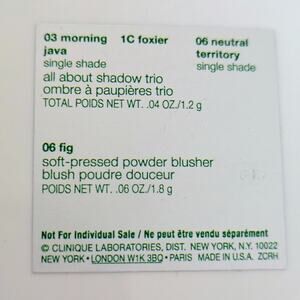 03 morning java
single shade
1C foxier
06 neutral territory
single shade
all about shadow trio
ombre à paupières trio
TOTAL POIDS NET WT. .04 OZ./1.2 g
06 fig
soft-pressed powder blusher
blush poudre douceur
POIDS NET WT. .06 OZ./1.8 g
Not For Individual Sale / Ne peut être vendu séparément
© CLINIQUE LABORATORIES, DIST. NEW YORK, N.Y. 10022
NEW YORK • LONDON W1K 3BQ • PARIS MADE IN U.S.A. ZCRH